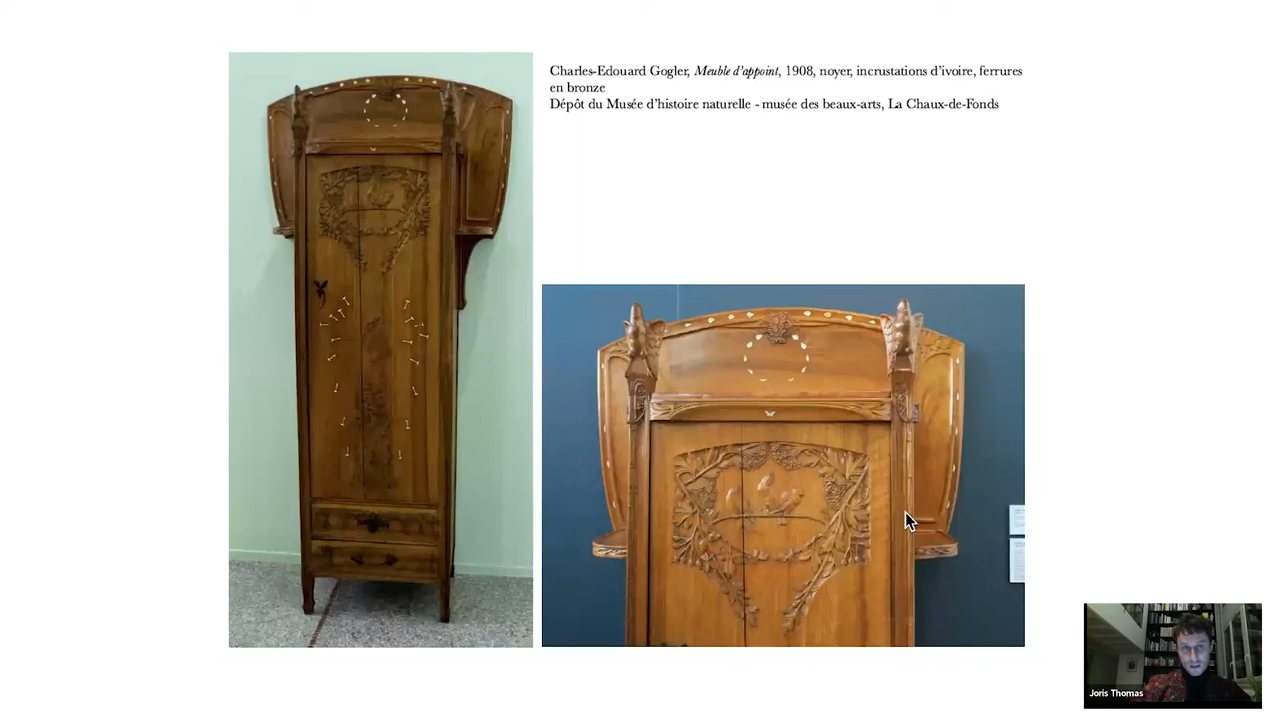 Charles-Edouard Gogler, Meuble d'appoint, 1908, noyer, incrustations d'ivoire, ferrures
en bronze
Dépôt du Musée d'histoire naturelle - musée des beaux-arts, La Chaux-de-Fonds
Joris Thomas